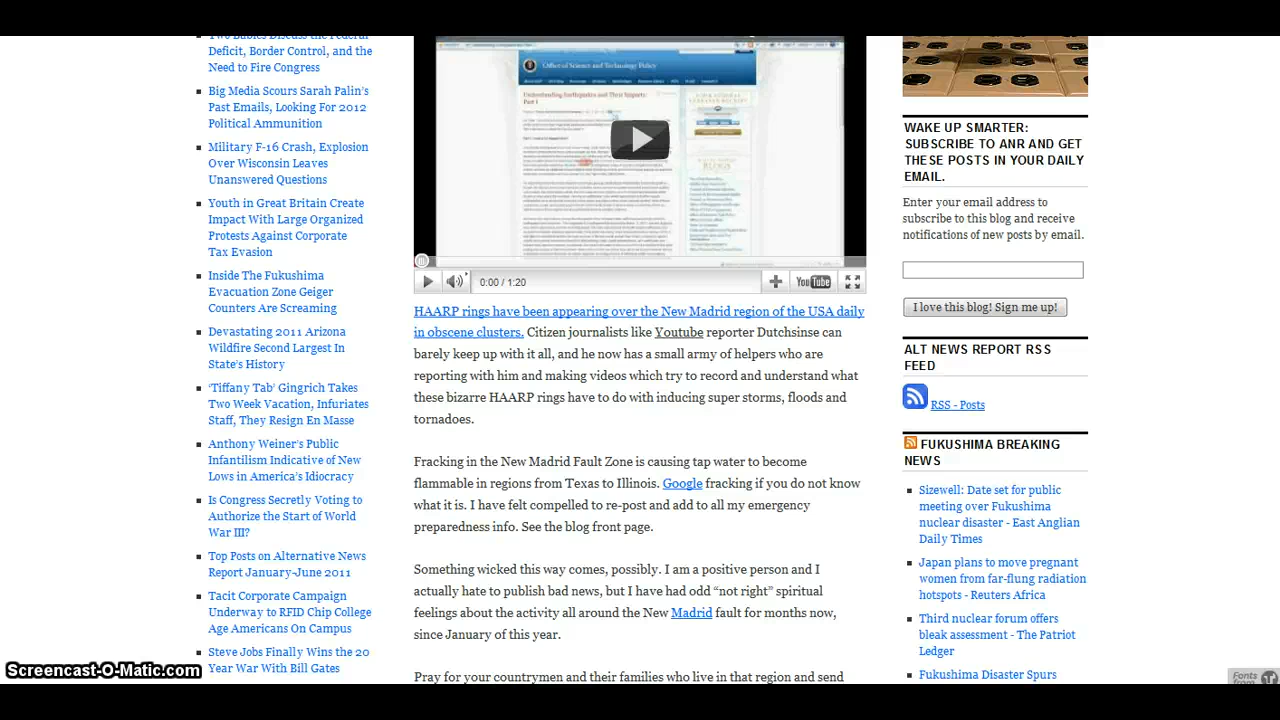 Two Babies Discuss the Federal
Deficit, Border Control, and the
Need to Fire Congress
Big Media Scours Sarah Palin's
Past Emails, Looking For 2012
Political Ammunition
Military F-16 Crash, Explosion
Over Wisconsin Leaves
Unanswered Questions
Youth in Great Britain Create
Impact With Large Organized
Protests Against Corporate
Tax Evasion
Inside The Fukushima
Evacuation Zone Geiger
Counters Are Screaming
Devastating 2011 Arizona
Wildfire Second Largest In
State's History
'Tiffany Tab' Gingrich Takes
Two Week Vacation, Infuriates
Staff, They Resign En Masse
Anthony Weiner's Public
Infantilism Indicative of New
Lows in America's Idiocracy
Is Congress Secretly Voting to
Authorize the Start of World
War III?
Top Posts on Alternative News
Report January-June 2011
Tacit Corporate Campaign
Underway to RFID Chip College
Age Americans On Campus
Steve Jobs Finally Wins the 20
Year War With Bill Gates
Screencast-O-Matic.com
Office of Science and Technology Policy
Understanding Earthquakes and Their Impacts:
Part I
0:00 / 1:20
YouTube
HAARP rings have been appearing over the New Madrid region of the USA daily
in obscene clusters. Citizen journalists like Youtube reporter Dutchsinse can
barely keep up with it all, and he now has a small army of helpers who are
reporting with him and making videos which try to record and understand what
these bizarre HAARP rings have to do with inducing super storms, floods and
tornadoes.
Fracking in the New Madrid Fault Zone is causing tap water to become
flammable in regions from Texas to Illinois. Google fracking if you do not know
what it is. I have felt compelled to re-post and add to all my emergency
preparedness info. See the blog front page.
Something wicked this way comes, possibly. I am a positive person and I
actually hate to publish bad news, but I have had odd "not right" spiritual
feelings about the activity all around the New Madrid fault for months now,
since January of this year.
Pray for your countrymen and their families who live in that region and send
WAKE UP SMARTER:
SUBSCRIBE TO ANR AND GET
THESE POSTS IN YOUR DAILY
EMAIL.
Enter your email address to
subscribe to this blog and receive
notifications of new posts by email.
I love this blog! Sign me up!
ALT NEWS REPORT RSS
FEED
RSS - Posts
FUKUSHIMA BREAKING
NEWS
Sizewell: Date set for public
meeting over Fukushima
nuclear disaster - East Anglian
Daily Times
Japan plans to move pregnant
women from far-flung radiation
hotspots - Reuters Africa
Third nuclear forum offers
bleak assessment - The Patriot
Ledger
Fukushima Disaster Spurs
Fonts
from